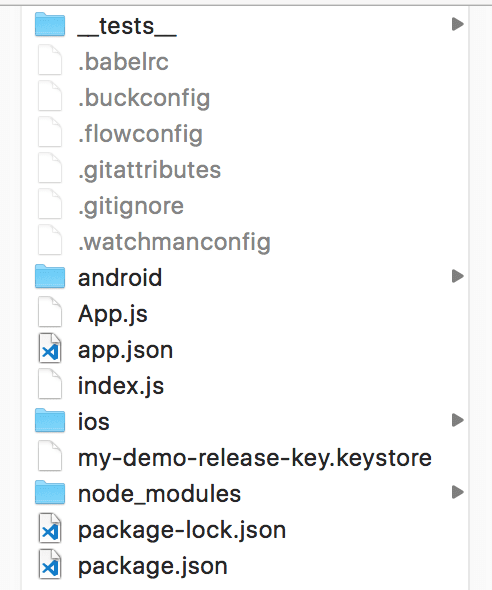 __tests__
.babelrc
.buckconfig
.flowconfig
.gitattributes
.gitignore
.watchmanconfig
android
App.js
app.json
index.js
ios
my-demo-release-key.keystore
node_modules
package-lock.json
package.json